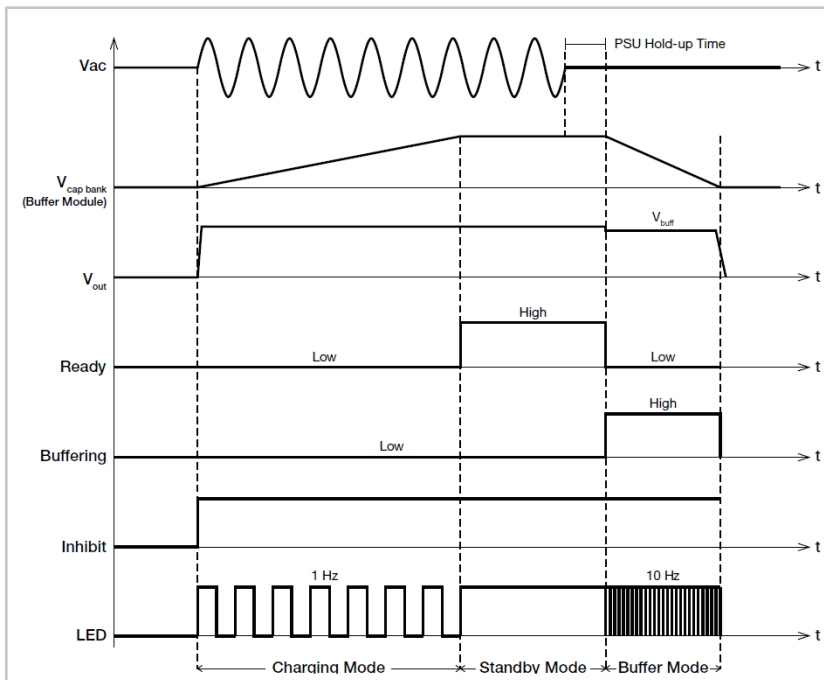 PSU Hold-up Time
Vac
t
V cap bank
(Buffer Module)
t
V buff
V out
t
High
Low
Low
Ready
t
High
Low
Buffering
t
Inhibit
t
1 Hz
10 Hz
LED
t
Charging Mode
Standby Mode
Buffer Mode